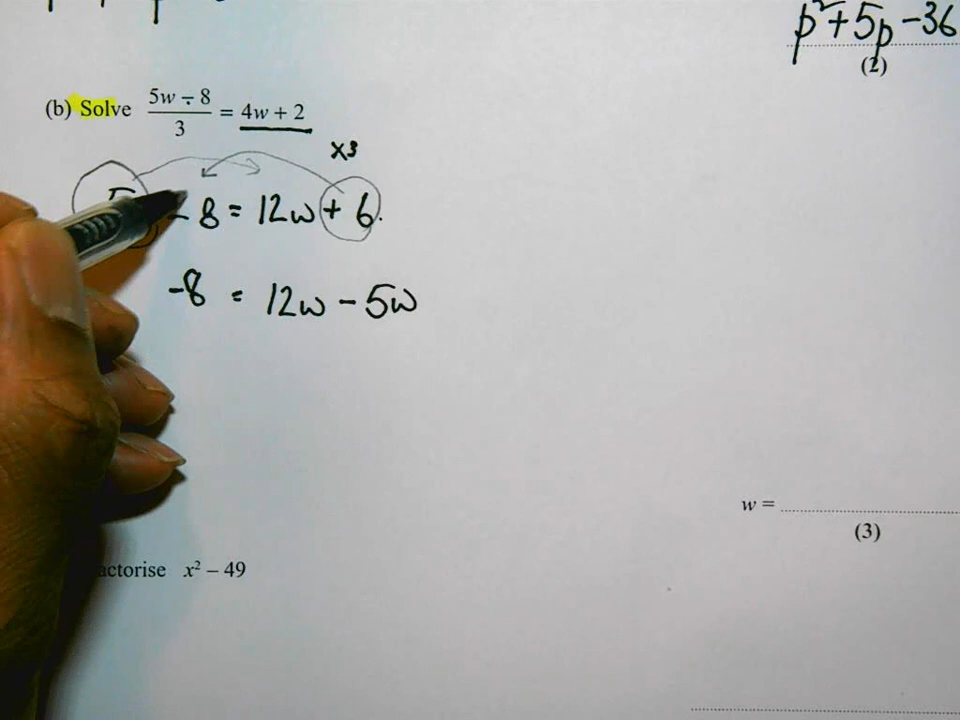 p² + 5p - 36
(2)
(b) Solve (5w - 8)/3 = 4w + 2
x3
- 8 = 12w + 6.
-8 = 12w - 5w
w =
(3)
actorise x² – 49